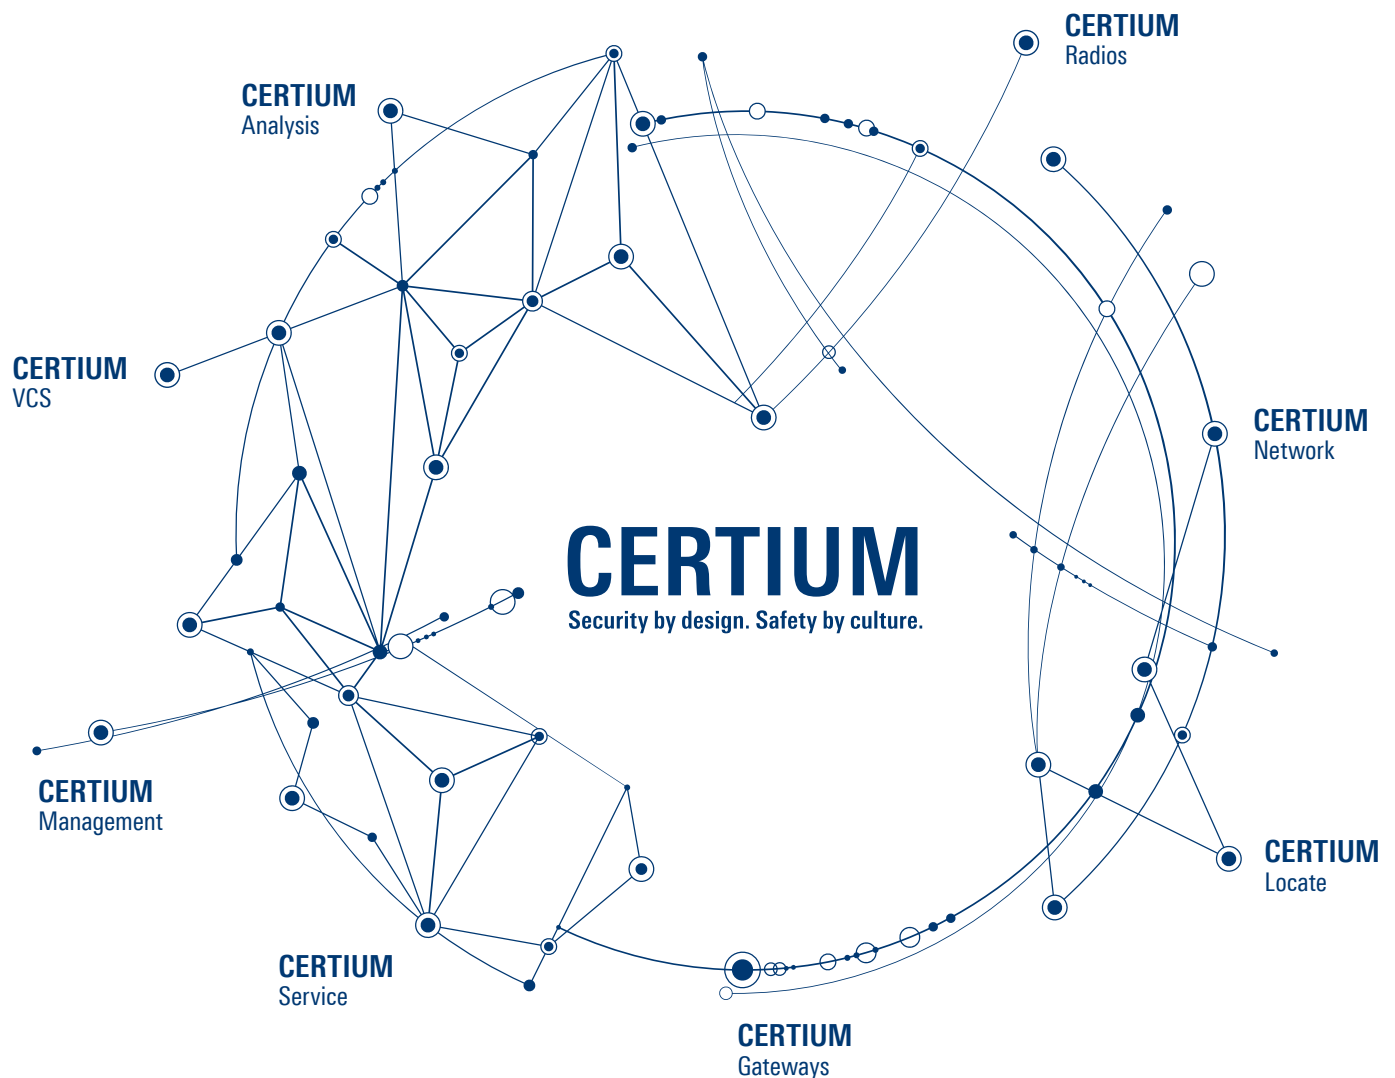 CERTIUM
Radios
CERTIUM
Analysis
CERTIUM
VCS
CERTIUM
Network
CERTIUM
Security by design. Safety by culture.
CERTIUM
Management
CERTIUM
Locate
CERTIUM
Service
CERTIUM
Gateways